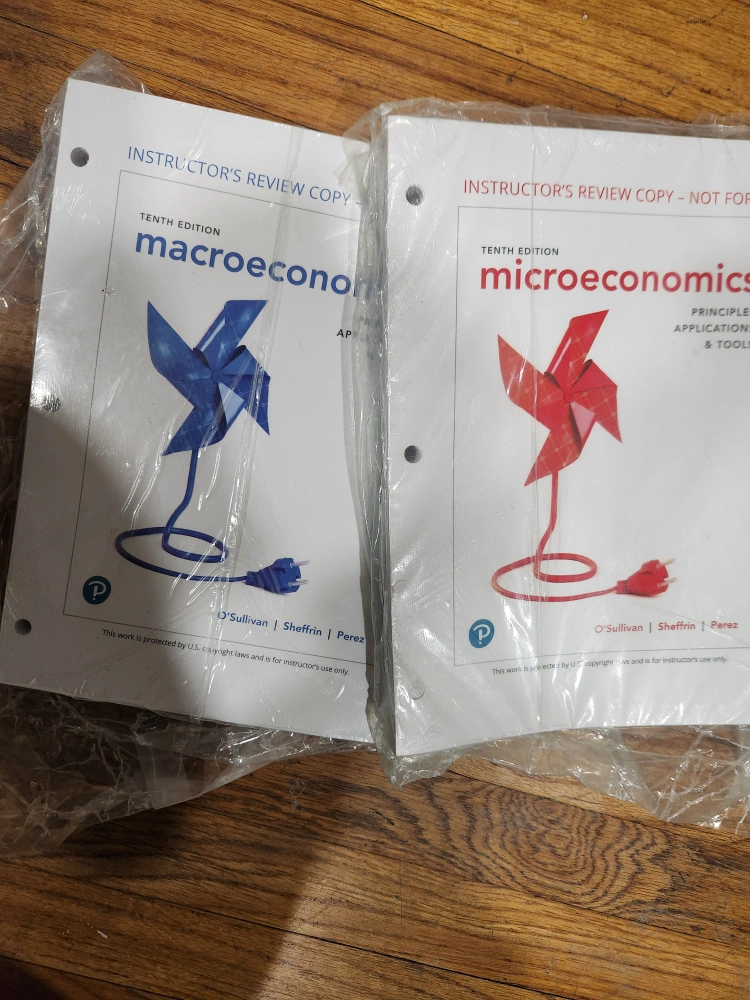 INSTRUCTOR'S REVIEW COPY –
TENTH EDITION
macroeconom
AP
O'Sullivan | Sheffrin | Perez
This work is protected by U.S. copyright laws and is for instructor's use only.
P
INSTRUCTOR'S REVIEW COPY – NOT FOR
TENTH EDITION
microeconomics
PRINCIPLE
APPLICATIONS
& TOOLS
O'Sullivan | Sheffrin | Perez
This work is protected by U.S. copyright laws and is for instructor's use only.
P